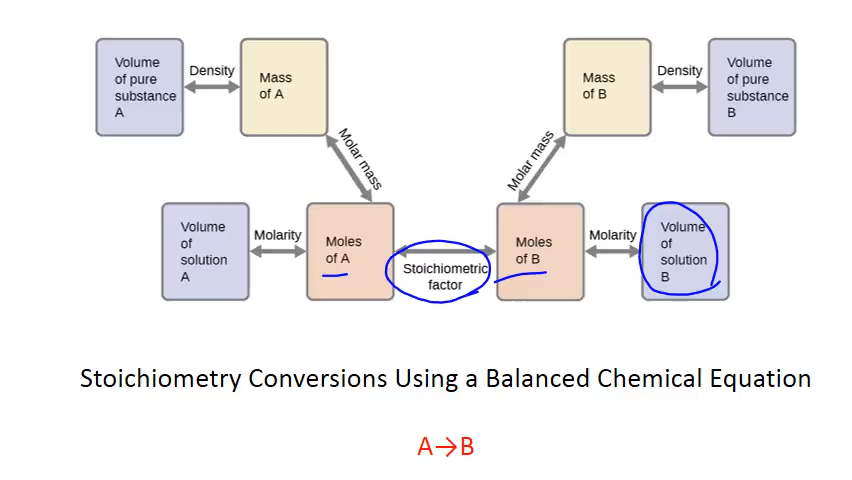 Volume
of pure
substance
A
Density
Mass
of A
Mass
of B
Density
Volume
of pure
substance
B
Molar mass
Molar mass
Volume
of
solution
A
Molarity
Moles
of A
Stoichiometric
factor
Moles
of B
Molarity
Volume
of
solution
B
Stoichiometry Conversions Using a Balanced Chemical Equation
A→B